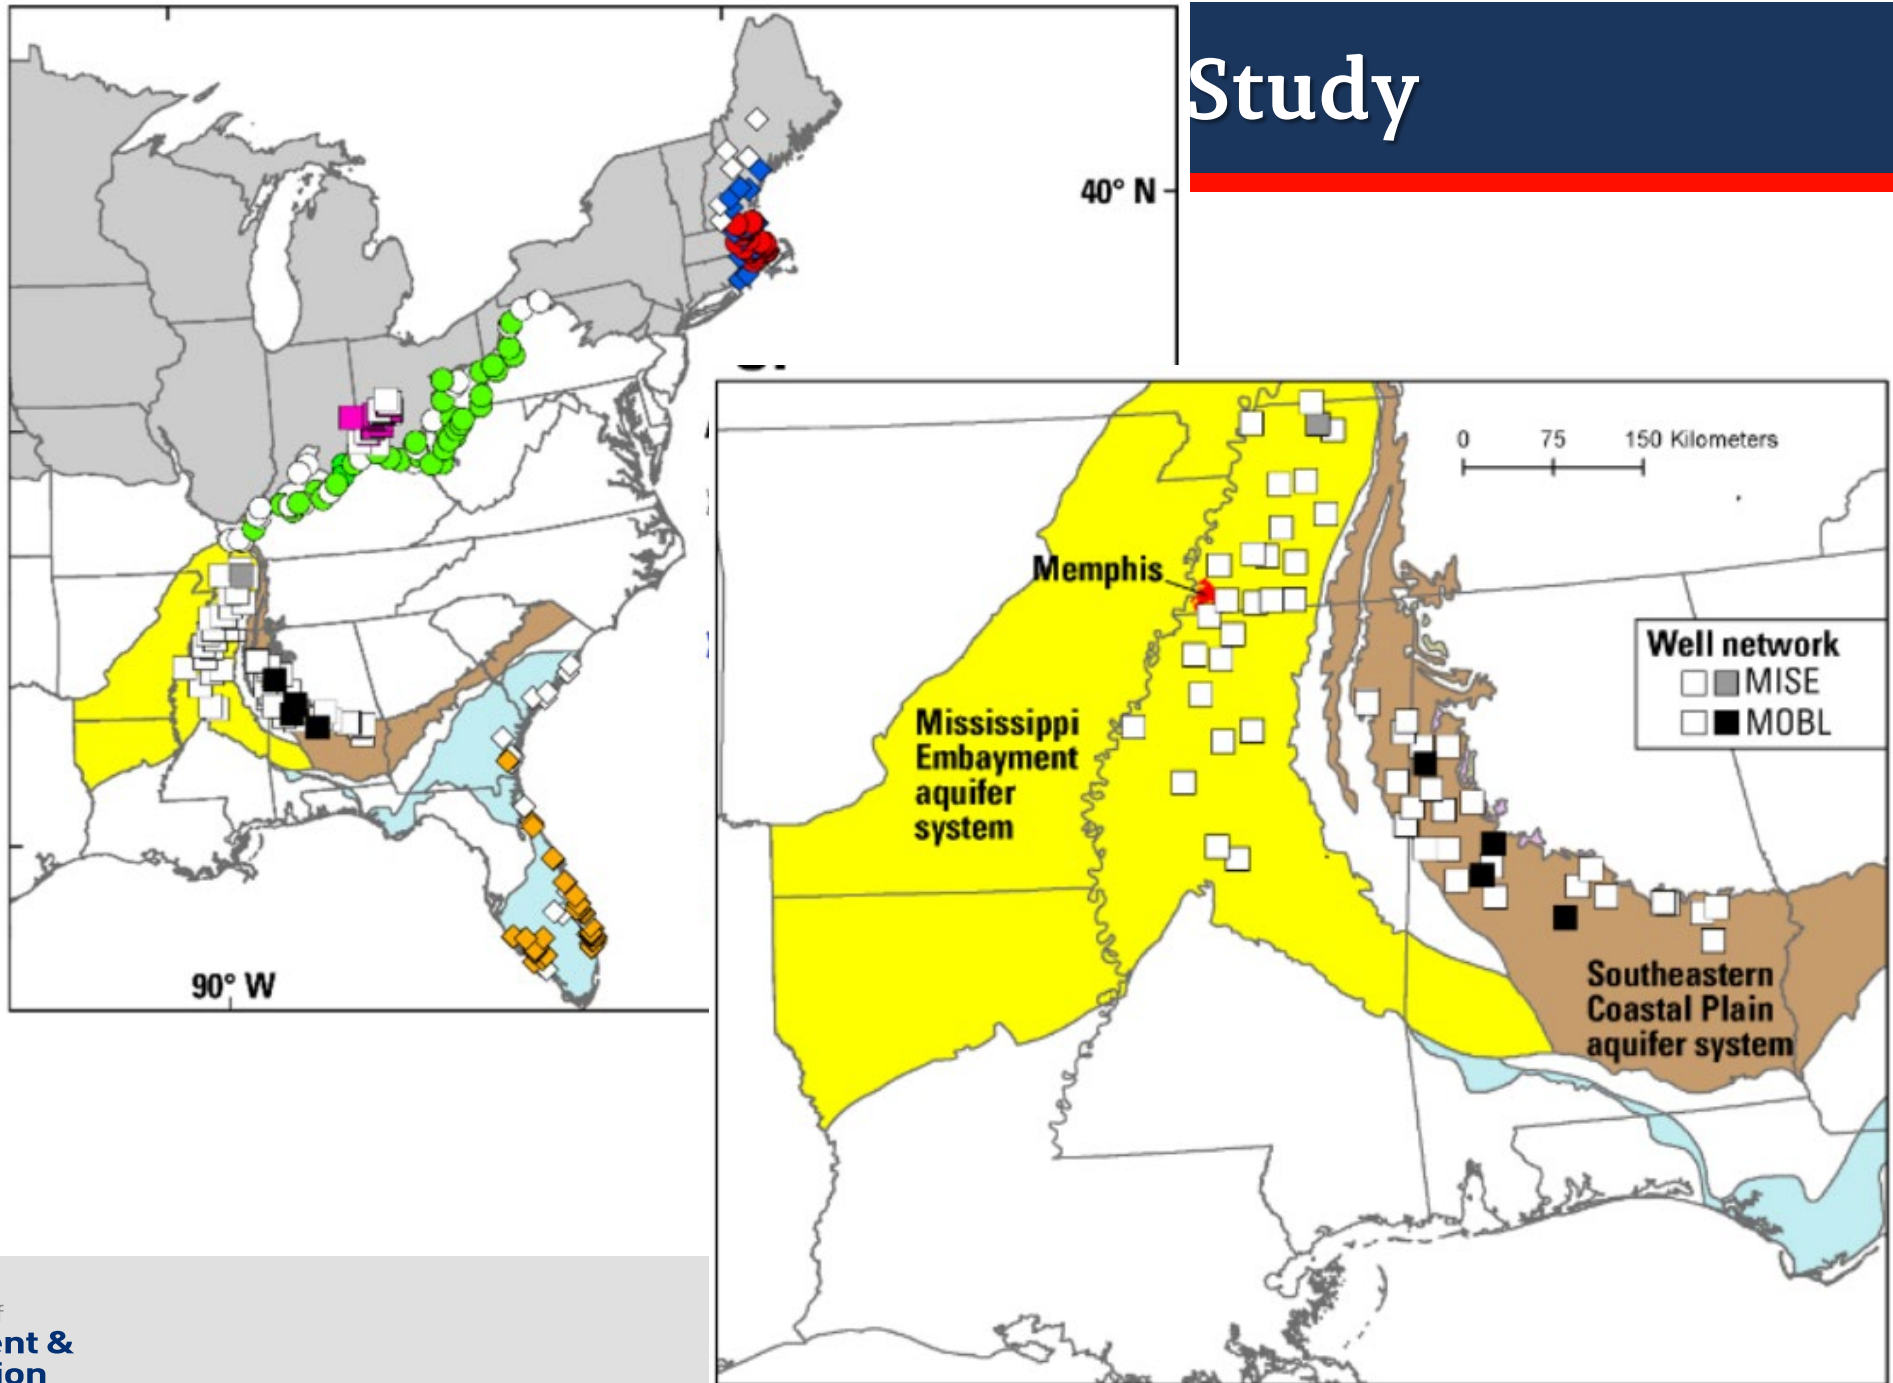 Study
40° N
90° W
0 75 150 Kilometers
Memphis
Well network
MISE
MOBL
Mississippi
Embayment
aquifer
system
Southeastern
Coastal Plain
aquifer system
ent &
ion